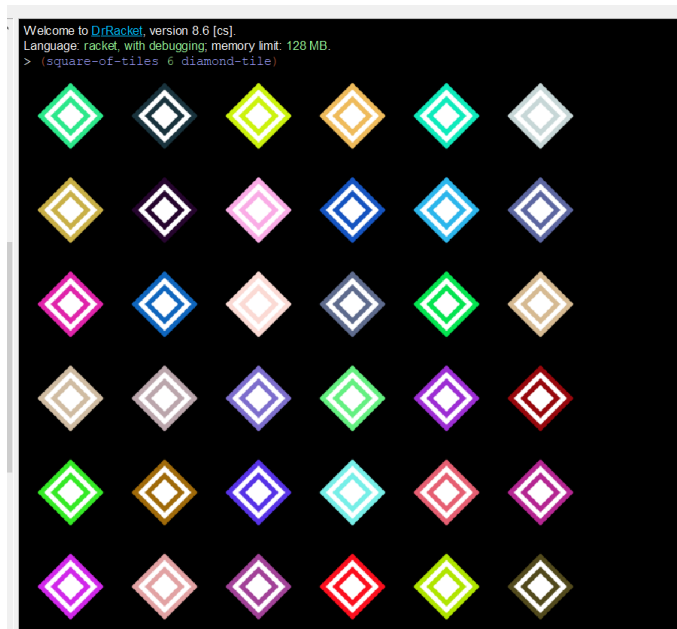 Welcome to DrRacket, version 8.6 [cs].
Language: racket, with debugging; memory limit: 128 MB.
> (square-of-tiles 6 diamond-tile)